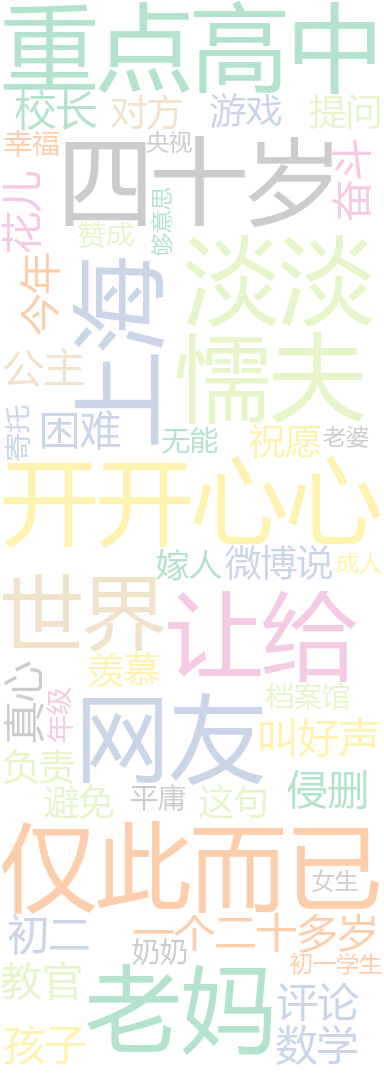 重点高中
校长 对方 游戏 提问
幸福 央视
四十岁
奋斗
花儿
够意思
赞成
淡淡
今年
上海
懦夫
公主
寄托 困难 无能 祝愿 老婆
开开心心
嫁人 微博说 成人
世界
让给
羡慕
真心
年级
网友
档案馆
叫好声
负责
侵删
避免 平庸 这句
仅此而已
女生
初二 一个二十多岁
奶奶
初一学生
教官
老妈
评论
孩子
数学